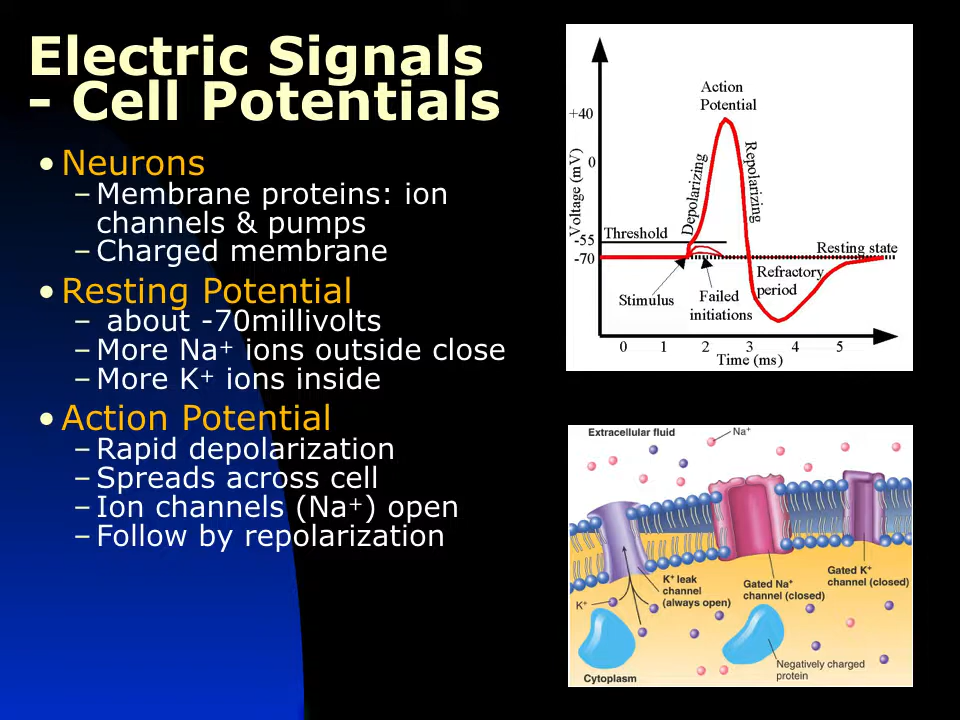 Electric Signals
- Cell Potentials
• Neurons
– Membrane proteins: ion
channels & pumps
– Charged membrane
• Resting Potential
– about -70millivolts
– More Na⁺ ions outside close
– More K⁺ ions inside
• Action Potential
– Rapid depolarization
– Spreads across cell
– Ion channels (Na⁺) open
– Follow by repolarization
Action
Potential
+40
0
-55
-70
Voltage (mV)
Depolarizing
Repolarizing
Threshold
Resting state
Stimulus
Failed
initiations
Refractory
period
0 1 2 3 4 5
Time (ms)
Extracellular fluid
Na⁺
K⁺ leak
channel
(always open)
K⁺
Gated Na⁺
channel (closed)
Gated K⁺
channel (closed)
Cytoplasm
Negatively charged
protein